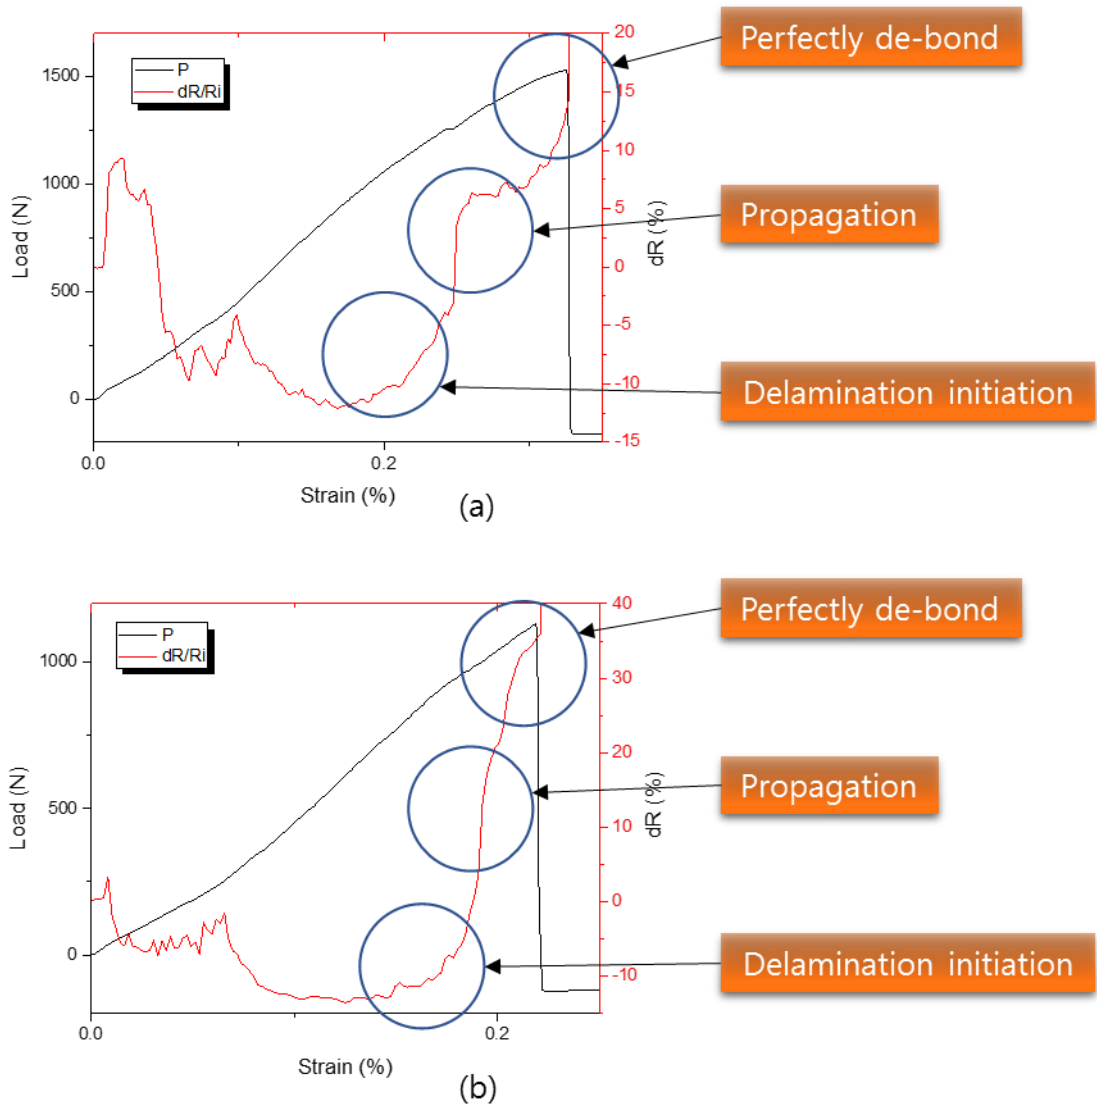 20
Perfectly de-bond
1500
P
dR/Ri
15
10
1000
Propagation
5
Load (N)
dR (%)
0
500
-5
Delamination initiation
-10
0
-15
0.0
0.2
Strain (%)
(a)
40
Perfectly de-bond
P
dR/Ri
1000
30
20
Propagation
Load (N)
500
dR (%)
10
0
Delamination initiation
0
-10
0.0
0.2
Strain (%)
(b)